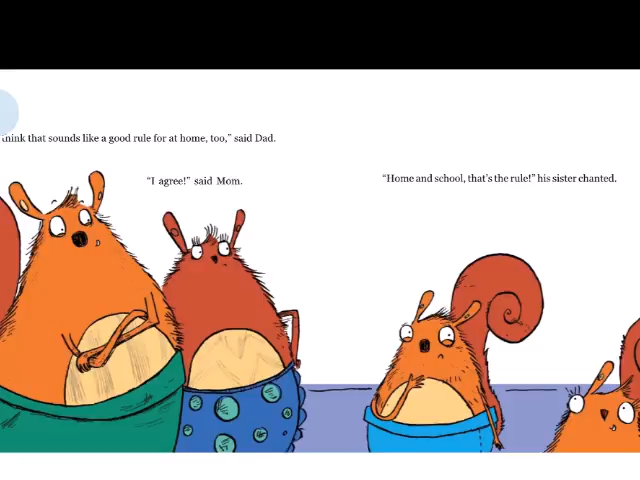 think that sounds like a good rule for at home, too,” said Dad.
“I agree!” said Mom.
“Home and school, that’s the rule!” his sister chanted.